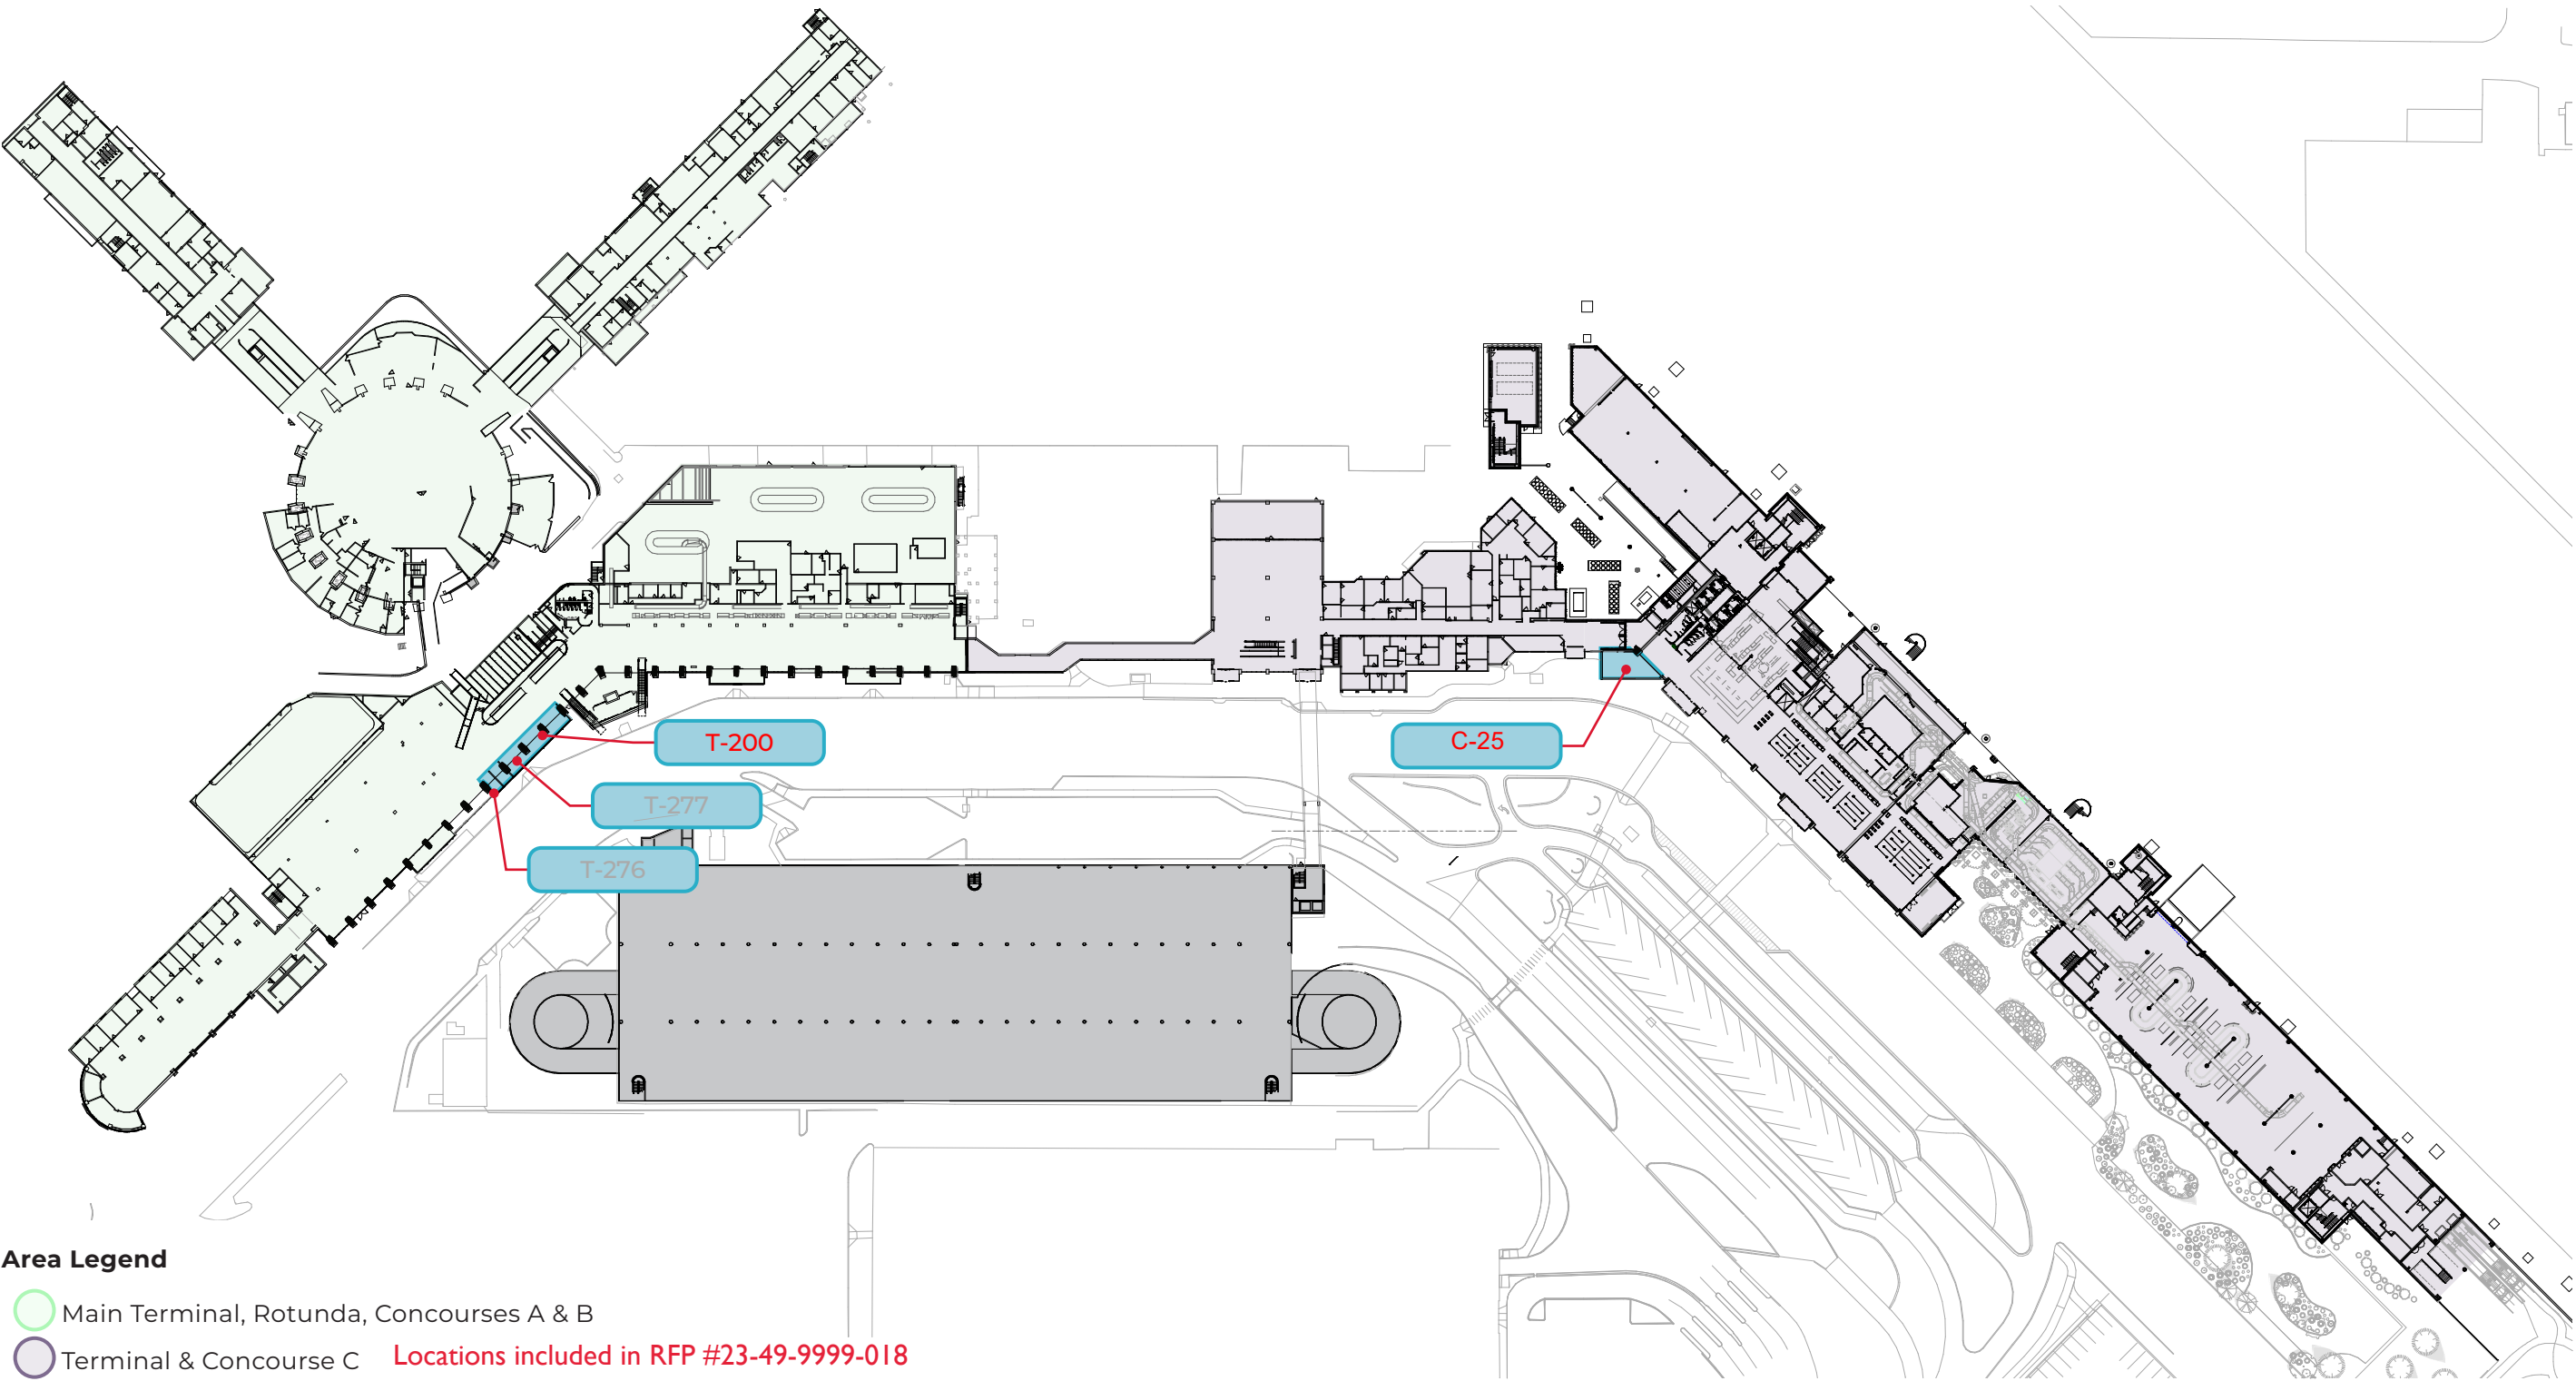 T-200
C-25
T-277
T-276
Area Legend
Main Terminal, Rotunda, Concourses A & B
Terminal & Concourse C
Locations included in RFP #23-49-9999-018